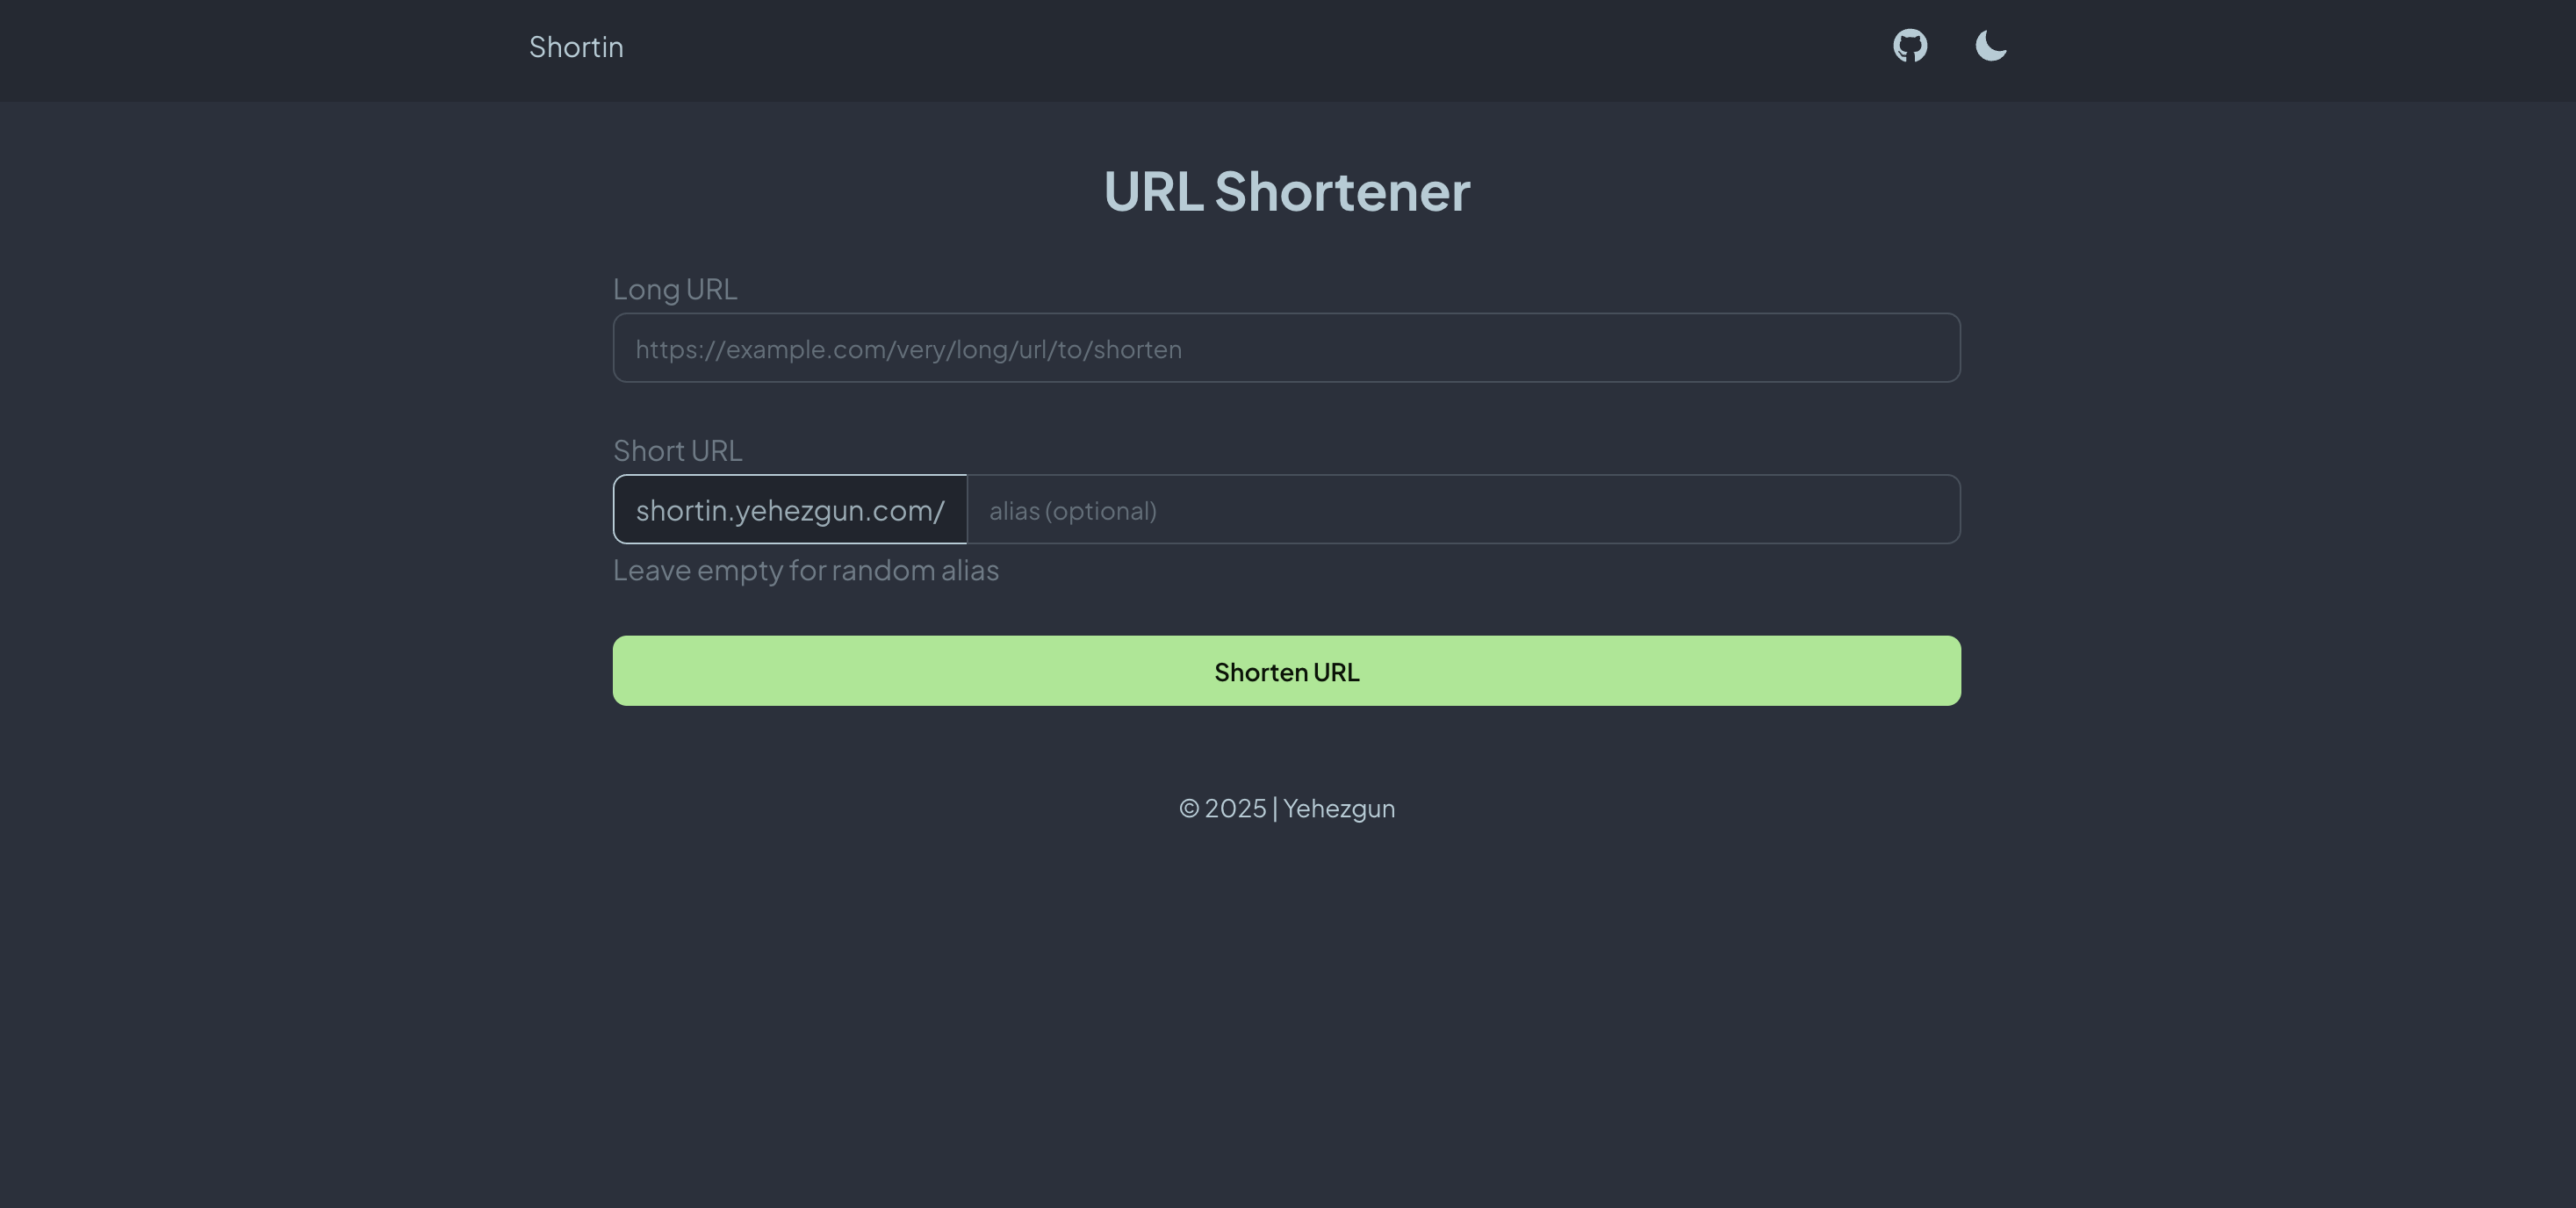 Shortin
URL Shortener
Long URL
https://example.com/very/long/url/to/shorten
Short URL
shortin.yehezgun.com/ alias (optional)
Leave empty for random alias
Shorten URL
© 2025 | Yehezgun